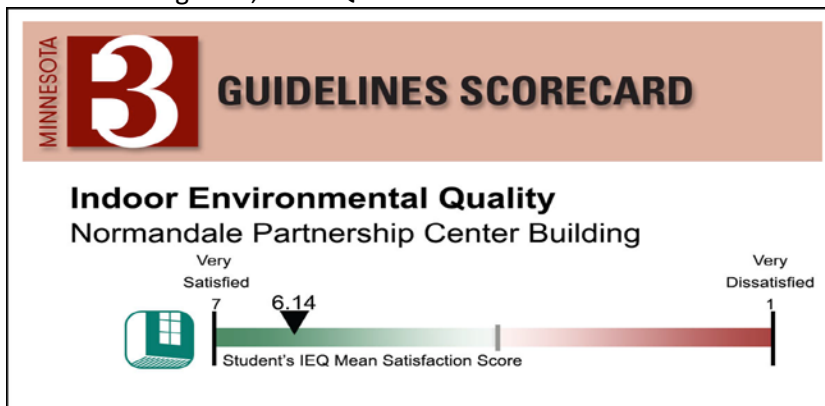 MINNESOTA
B3
GUIDELINES SCORECARD
Indoor Environmental Quality
Normandale Partnership Center Building
Very Satisfied
Very Dissatisfied
7
6.14
1
Student's IEQ Mean Satisfaction Score